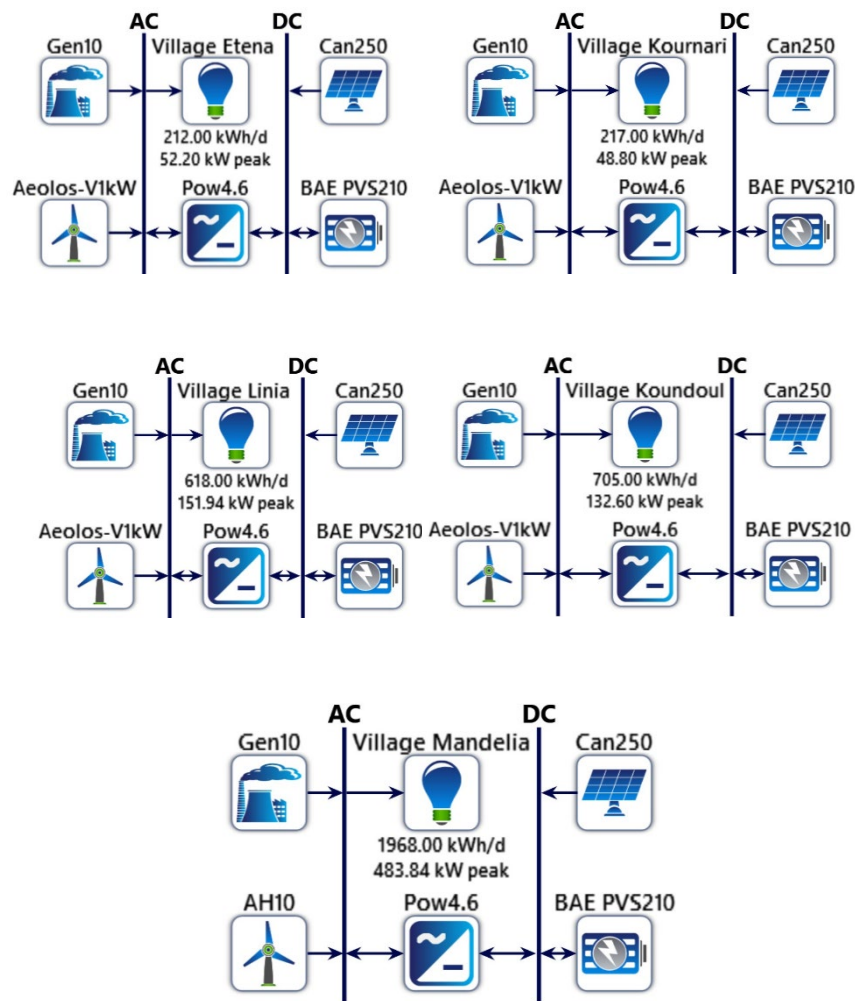 AC DC
Gen10 Village Etena Can250
212.00 kWh/d
52.20 kW peak
Aeolos-V1kW Pow4.6 BAE PVS210
AC DC
Gen10 Village Kournari Can250
217.00 kWh/d
48.80 kW peak
Aeolos-V1kW Pow4.6 BAE PVS210
AC DC
Gen10 Village Linia Can250
618.00 kWh/d
151.94 kW peak
Aeolos-V1kW Pow4.6 BAE PVS210
AC DC
Gen10 Village Koundoul Can250
705.00 kWh/d
132.60 kW peak
Aeolos-V1kW Pow4.6 BAE PVS210
AC DC
Gen10 Village Mandelia Can250
1968.00 kWh/d
483.84 kW peak
AH10 Pow4.6 BAE PVS210